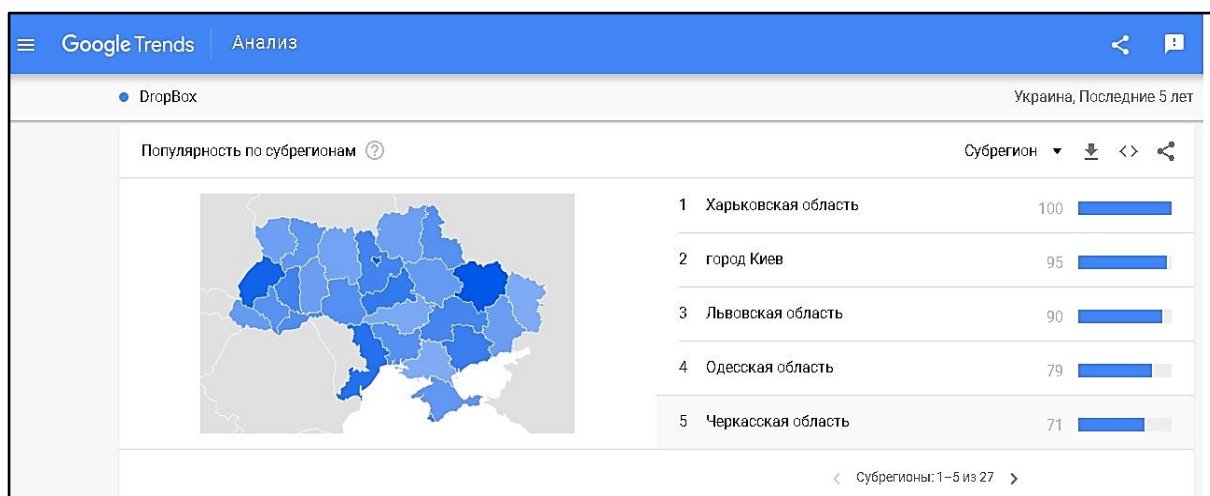 Google Trends Анализ
DropBox Украина, Последние 5 лет
Популярность по субрегионам ? Субрегион
1 Харьковская область 100
2 город Киев 95
3 Львовская область 90
4 Одесская область 79
5 Черкасская область 71
Субрегионы: 1–5 из 27